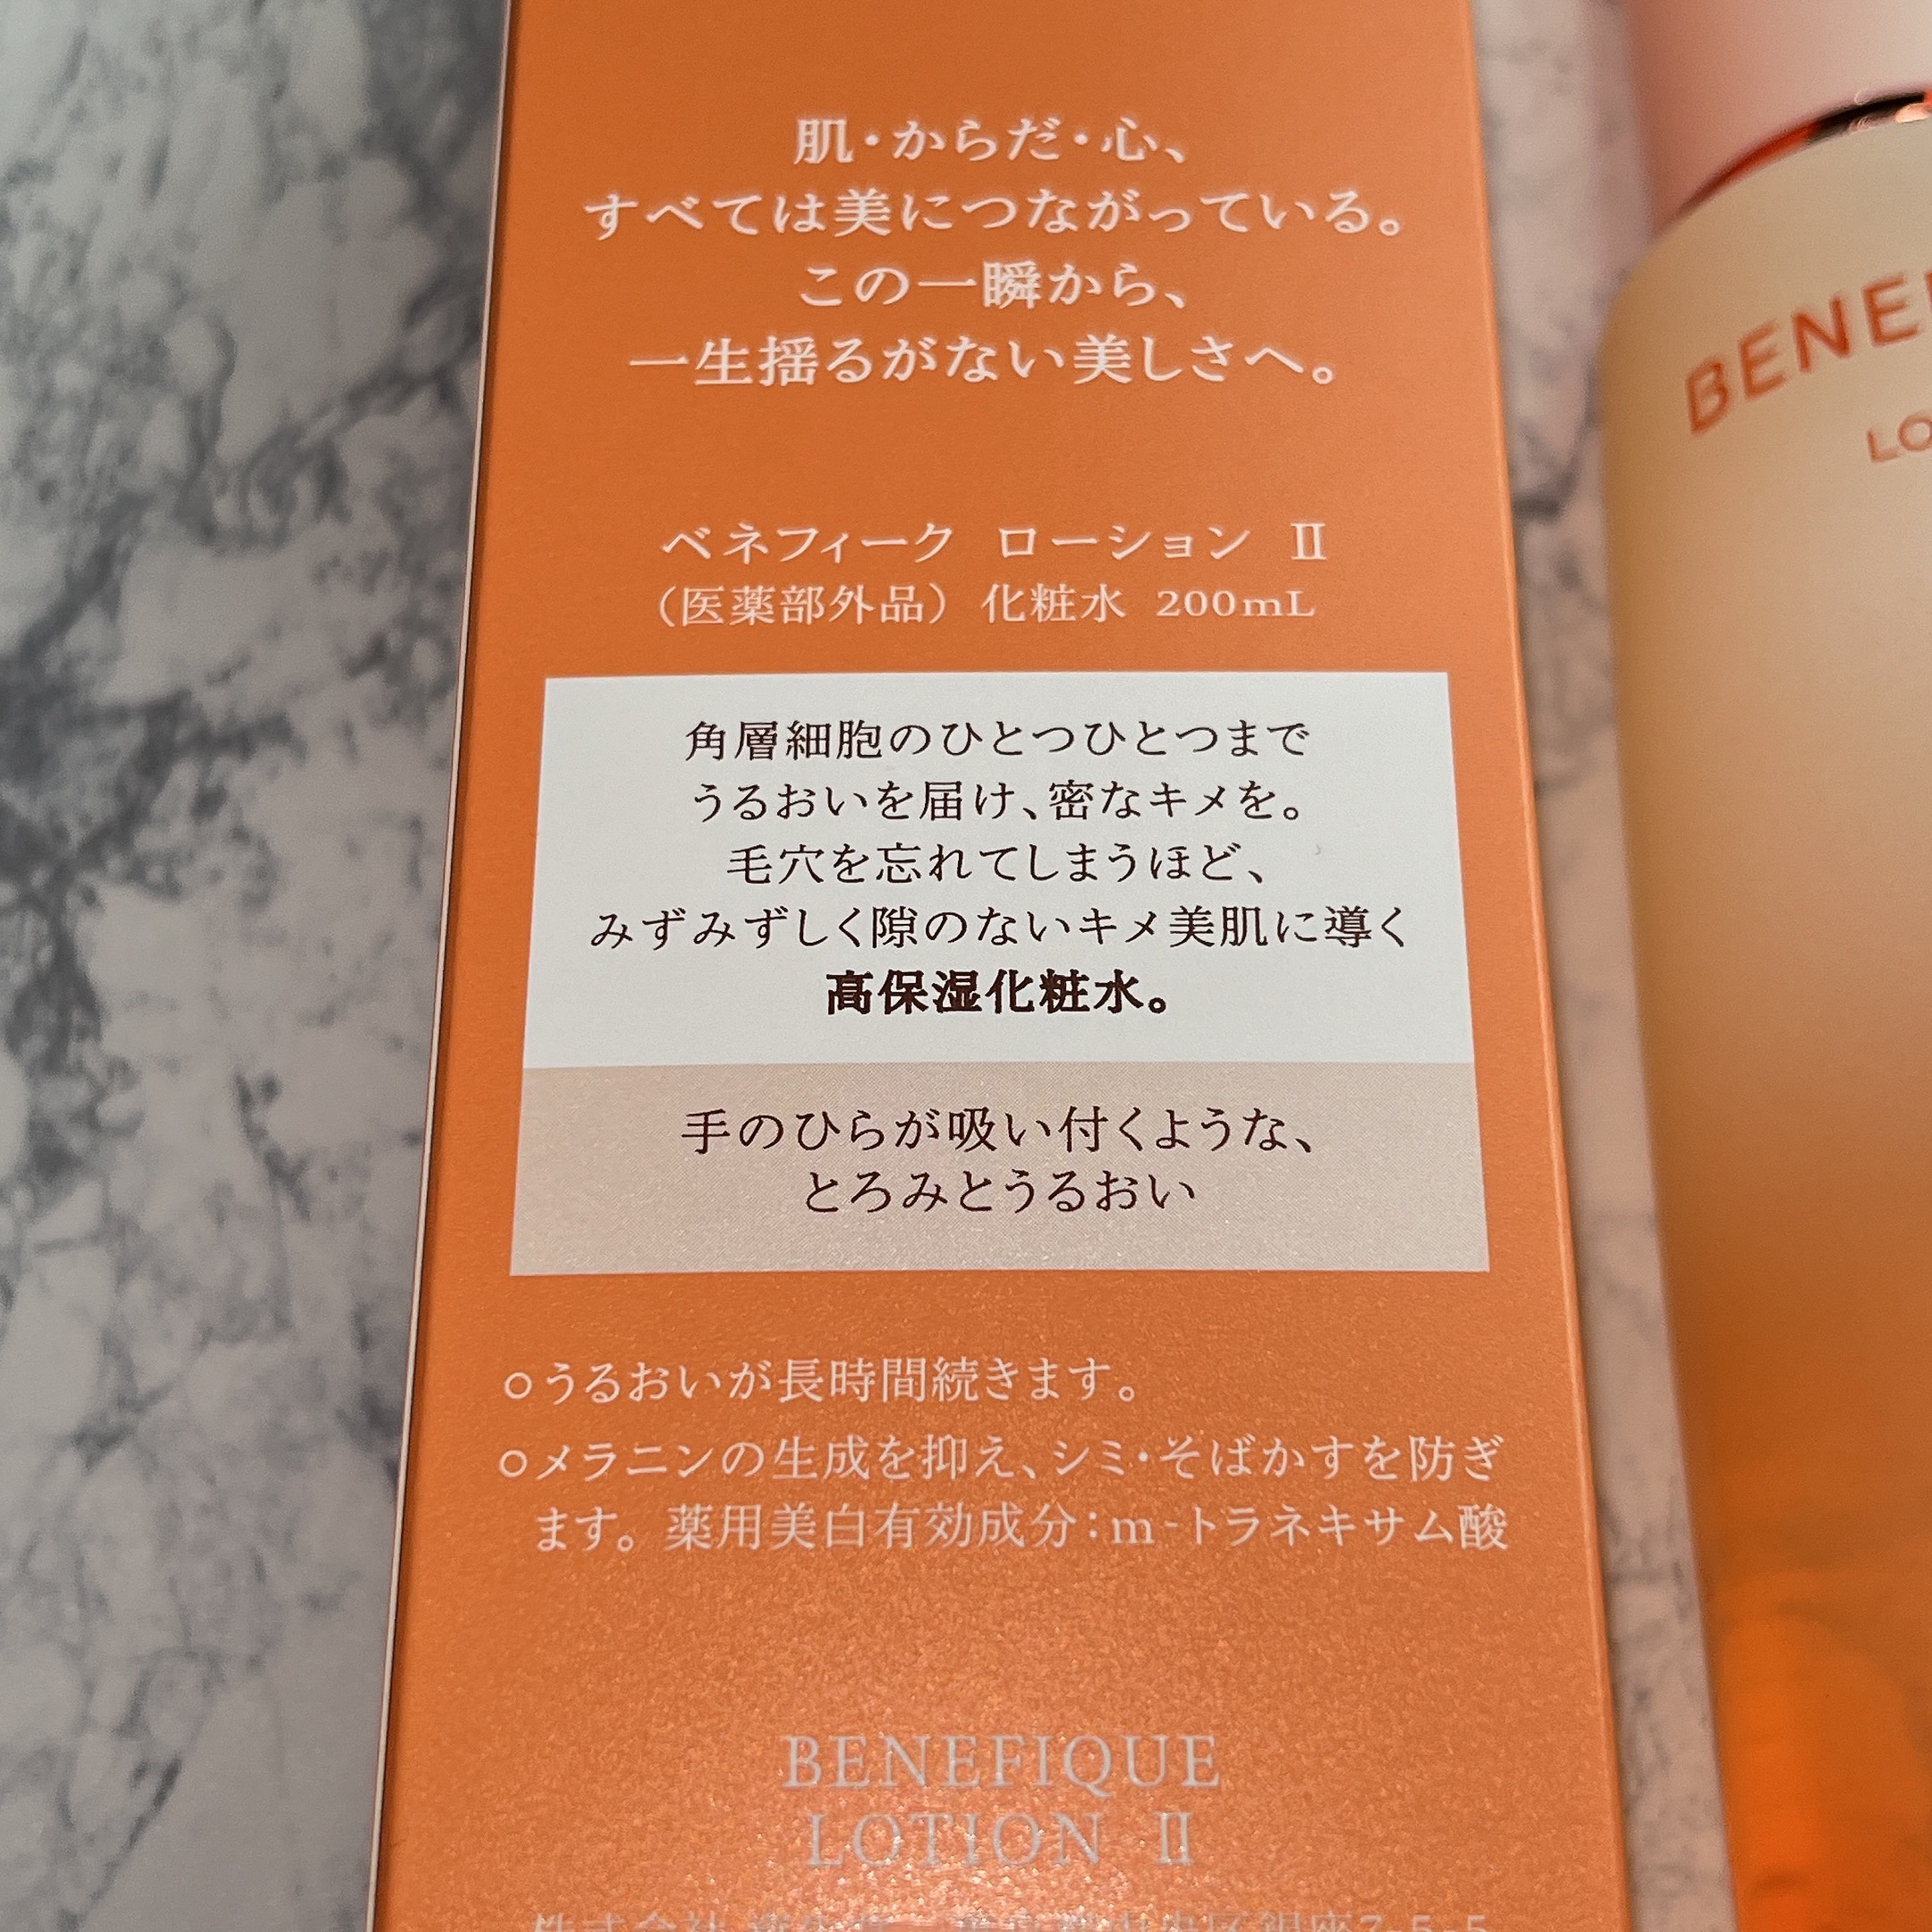 肌・からだ・心、
すべては美につながっている。
この一瞬から、
一生揺るがない美しさへ。
ベネフィーク ローション Ⅱ
（医薬部外品） 化粧水 200mL
角層細胞のひとつひとつまで
うるおいを届け、密なキメを。
毛穴を忘れてしまうほど、
みずみずしく隙のないキメ美肌に導く
高保湿化粧水。
手のひらが吸い付くような、
とろみとうるおい
○うるおいが長時間続きます。
○メラニンの生成を抑え、シミ・そばかすを防ぎ
ます。薬用美白有効成分：m-トラネキサム酸
BENEFIQUE
LOTION Ⅱ
BENE
LO